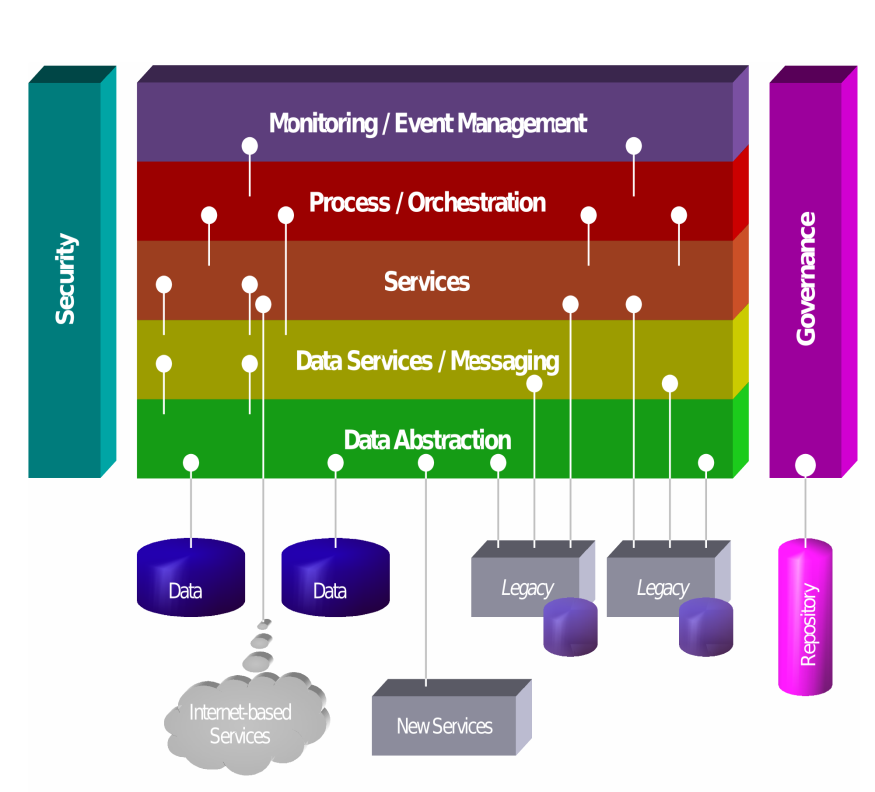 Monitoring / Event Management
Process / Orchestration
Services
Data Services / Messaging
Data Abstraction
Security
Governance
Data
Data
Legacy
Legacy
Repository
Internet-based
Services
New Services